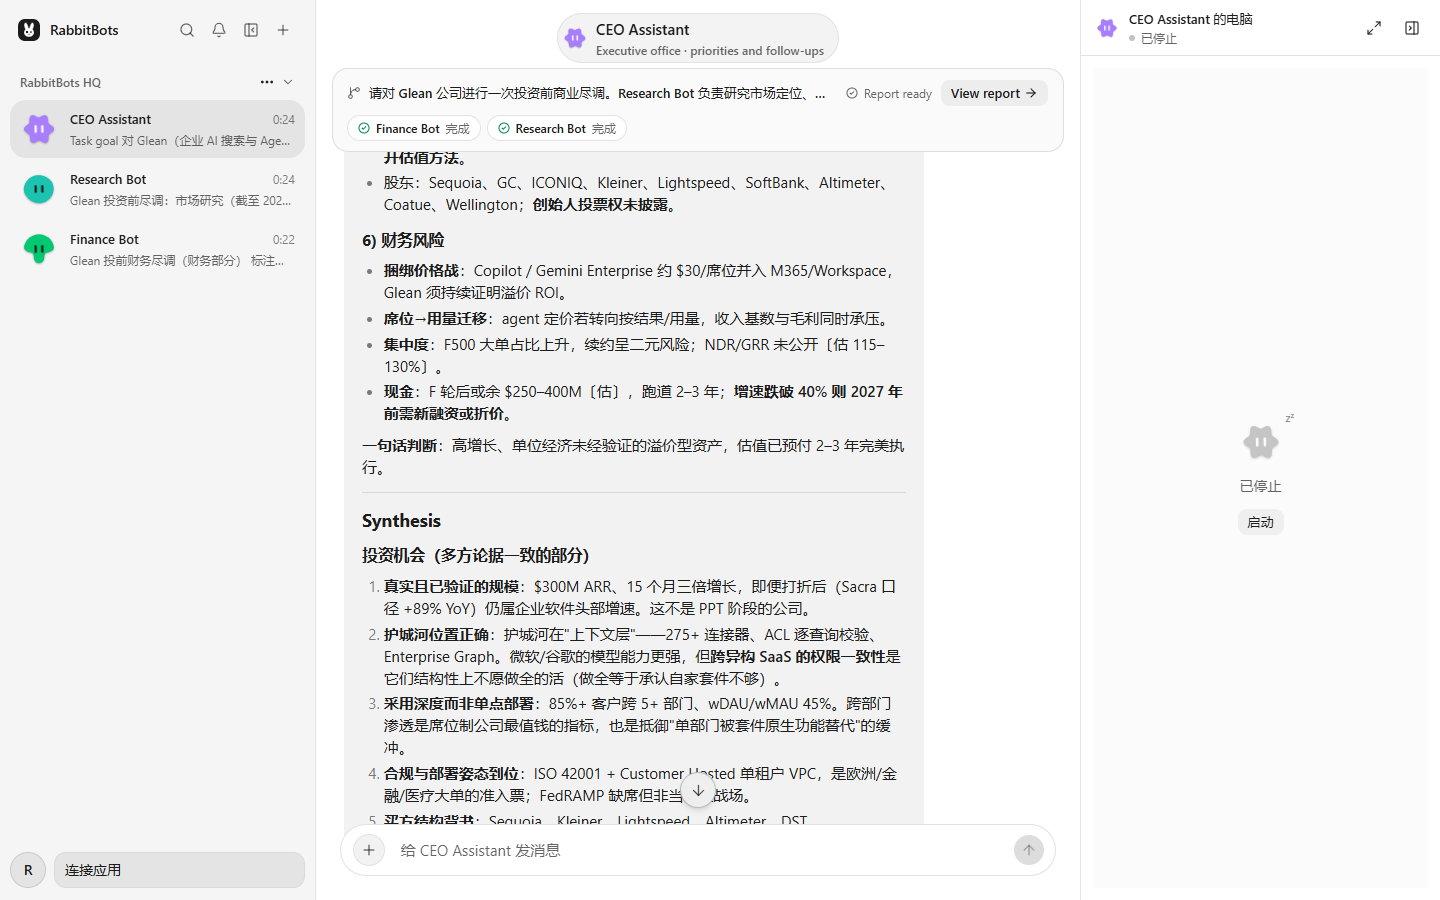 RabbitBots
RabbitBots HQ
CEO Assistant 0:24
Task goal 对 Glean（企业 AI 搜索与 Age...
Research Bot 0:24
Glean 投资前尽调：市场研究（截至 202...
Finance Bot 0:22
Glean 投前财务尽调（财务部分） 标注...
R
连接应用
CEO Assistant
Executive office · priorities and follow-ups
请对 Glean 公司进行一次投资前商业尽调。Research Bot 负责研究市场定位、...
Report ready
View report →
Finance Bot 完成
Research Bot 完成
开估值方法。
股东：Sequoia、GC、ICONIQ、Kleiner、Lightspeed、SoftBank、Altimeter、
Coatue、Wellington；创始人投票权未披露。
6) 财务风险
捆绑价格战：Copilot / Gemini Enterprise 约 $30/席位并入 M365/Workspace，
Glean 须持续证明溢价 ROI。
席位→用量迁移：agent 定价若转向按结果/用量，收入基数与毛利同时承压。
集中度：F500 大单占比上升，续约呈二元风险；NDR/GRR 未公开〔估 115–
130%〕。
现金：F 轮后或余 $250–400M〔估〕，跑道 2–3 年；增速跌破 40% 则 2027 年
前需新融资或折价。
一句话判断：高增长、单位经济未经验证的溢价型资产，估值已预付 2–3 年完美执
行。
Synthesis
投资机会（多方论据一致的部分）
1. 真实且已验证的规模：$300M ARR、15 个月三倍增长，即便打折后（Sacra 口
径 +89% YoY）仍属企业软件头部增速。这不是 PPT 阶段的公司。
2. 护城河位置正确：护城河在"上下文层"——275+ 连接器、ACL 逐查询校验、
Enterprise Graph。微软/谷歌的模型能力更强，但跨异构 SaaS 的权限一致性是
它们结构性上不愿做全的活（做全等于承认自家套件不够）。
3. 采用深度而非单点部署：85%+ 客户跨 5+ 部门、wDAU/wMAU 45%。跨部门
渗透是席位制公司最值钱的指标，也是抵御"单部门被套件原生功能替代"的缓
冲。
4. 合规与部署姿态到位：ISO 42001 + Customer Hosted 单租户 VPC，是欧洲/金
融/医疗大单的准入票；FedRAMP 缺席但非当 战场。
5. 买方结构背书：Sequoia、Kleiner、Lightspeed、Altimeter、DST
给 CEO Assistant 发消息
CEO Assistant 的电脑
已停止
zz
已停止
启动